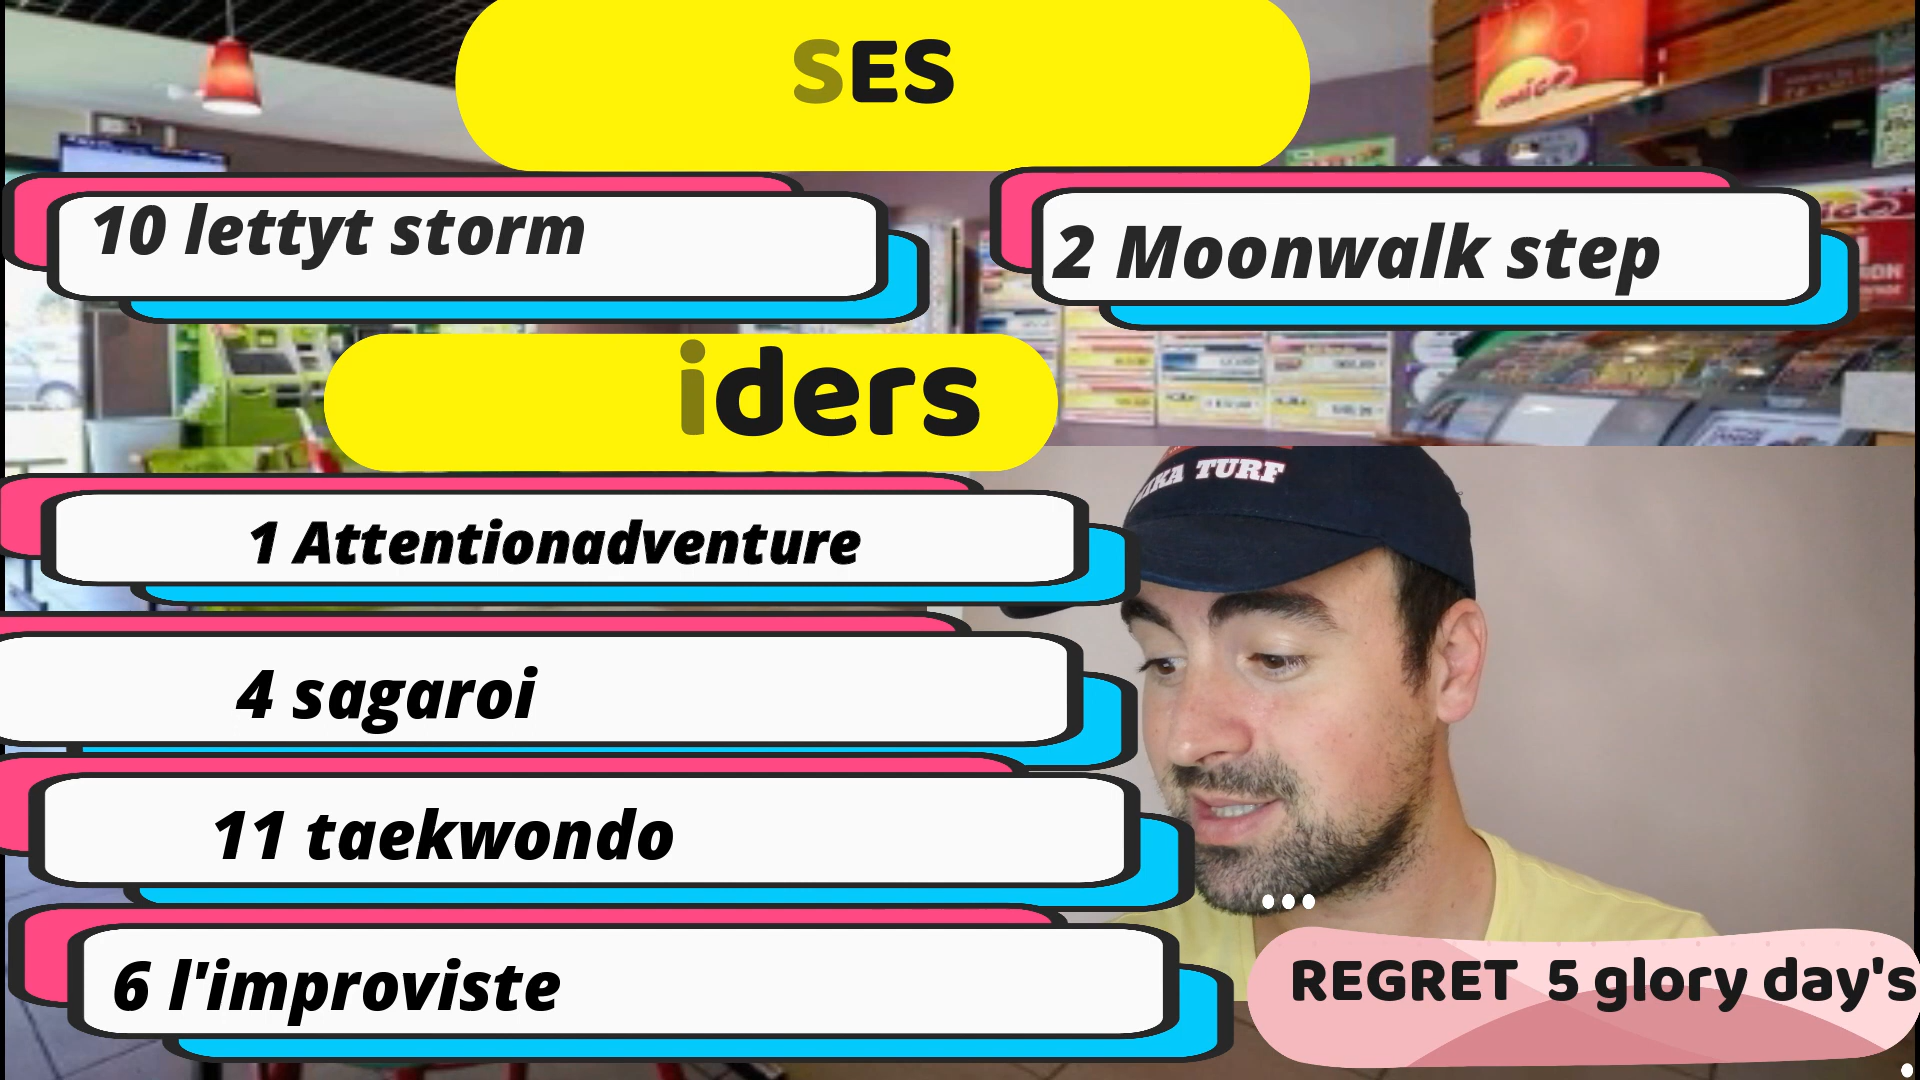 SES
10 lettyt storm
2 Moonwalk step
iders
1 Attentionadventure
4 sagaroi
11 taekwondo
6 l'improviste
TURF
...
REGRET 5 glory day's
.